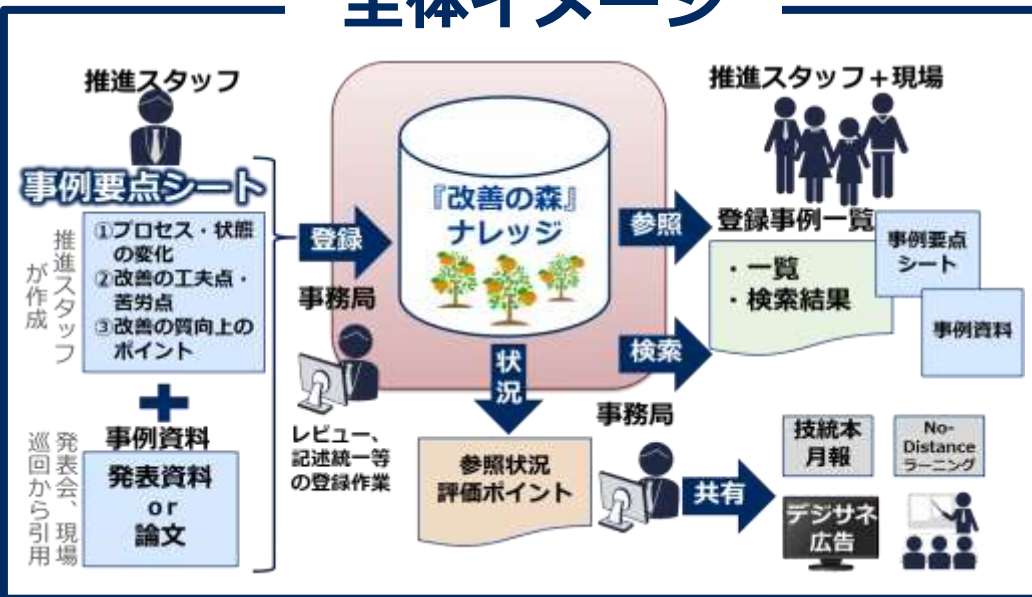 全体イメージ
推進スタッフ
事例要点シート
推進スタッフ
が作成
①プロセス・状態
の変化
②改善の工夫点・
苦労点
③改善の質向上の
ポイント
事例資料
発表会、現場
巡回から引用
発表資料
or
論文
登録
事務局
レビュー、
記述統一等
の登録作業
『改善の森』
ナレッジ
状況
参照状況
評価ポイント
参照
検索
推進スタッフ+現場
登録事例一覧
・一覧
・検索結果
事例要点
シート
事例資料
事務局
共有
技統本
月報
No-
Distance
ラーニング
デジサネ
広告